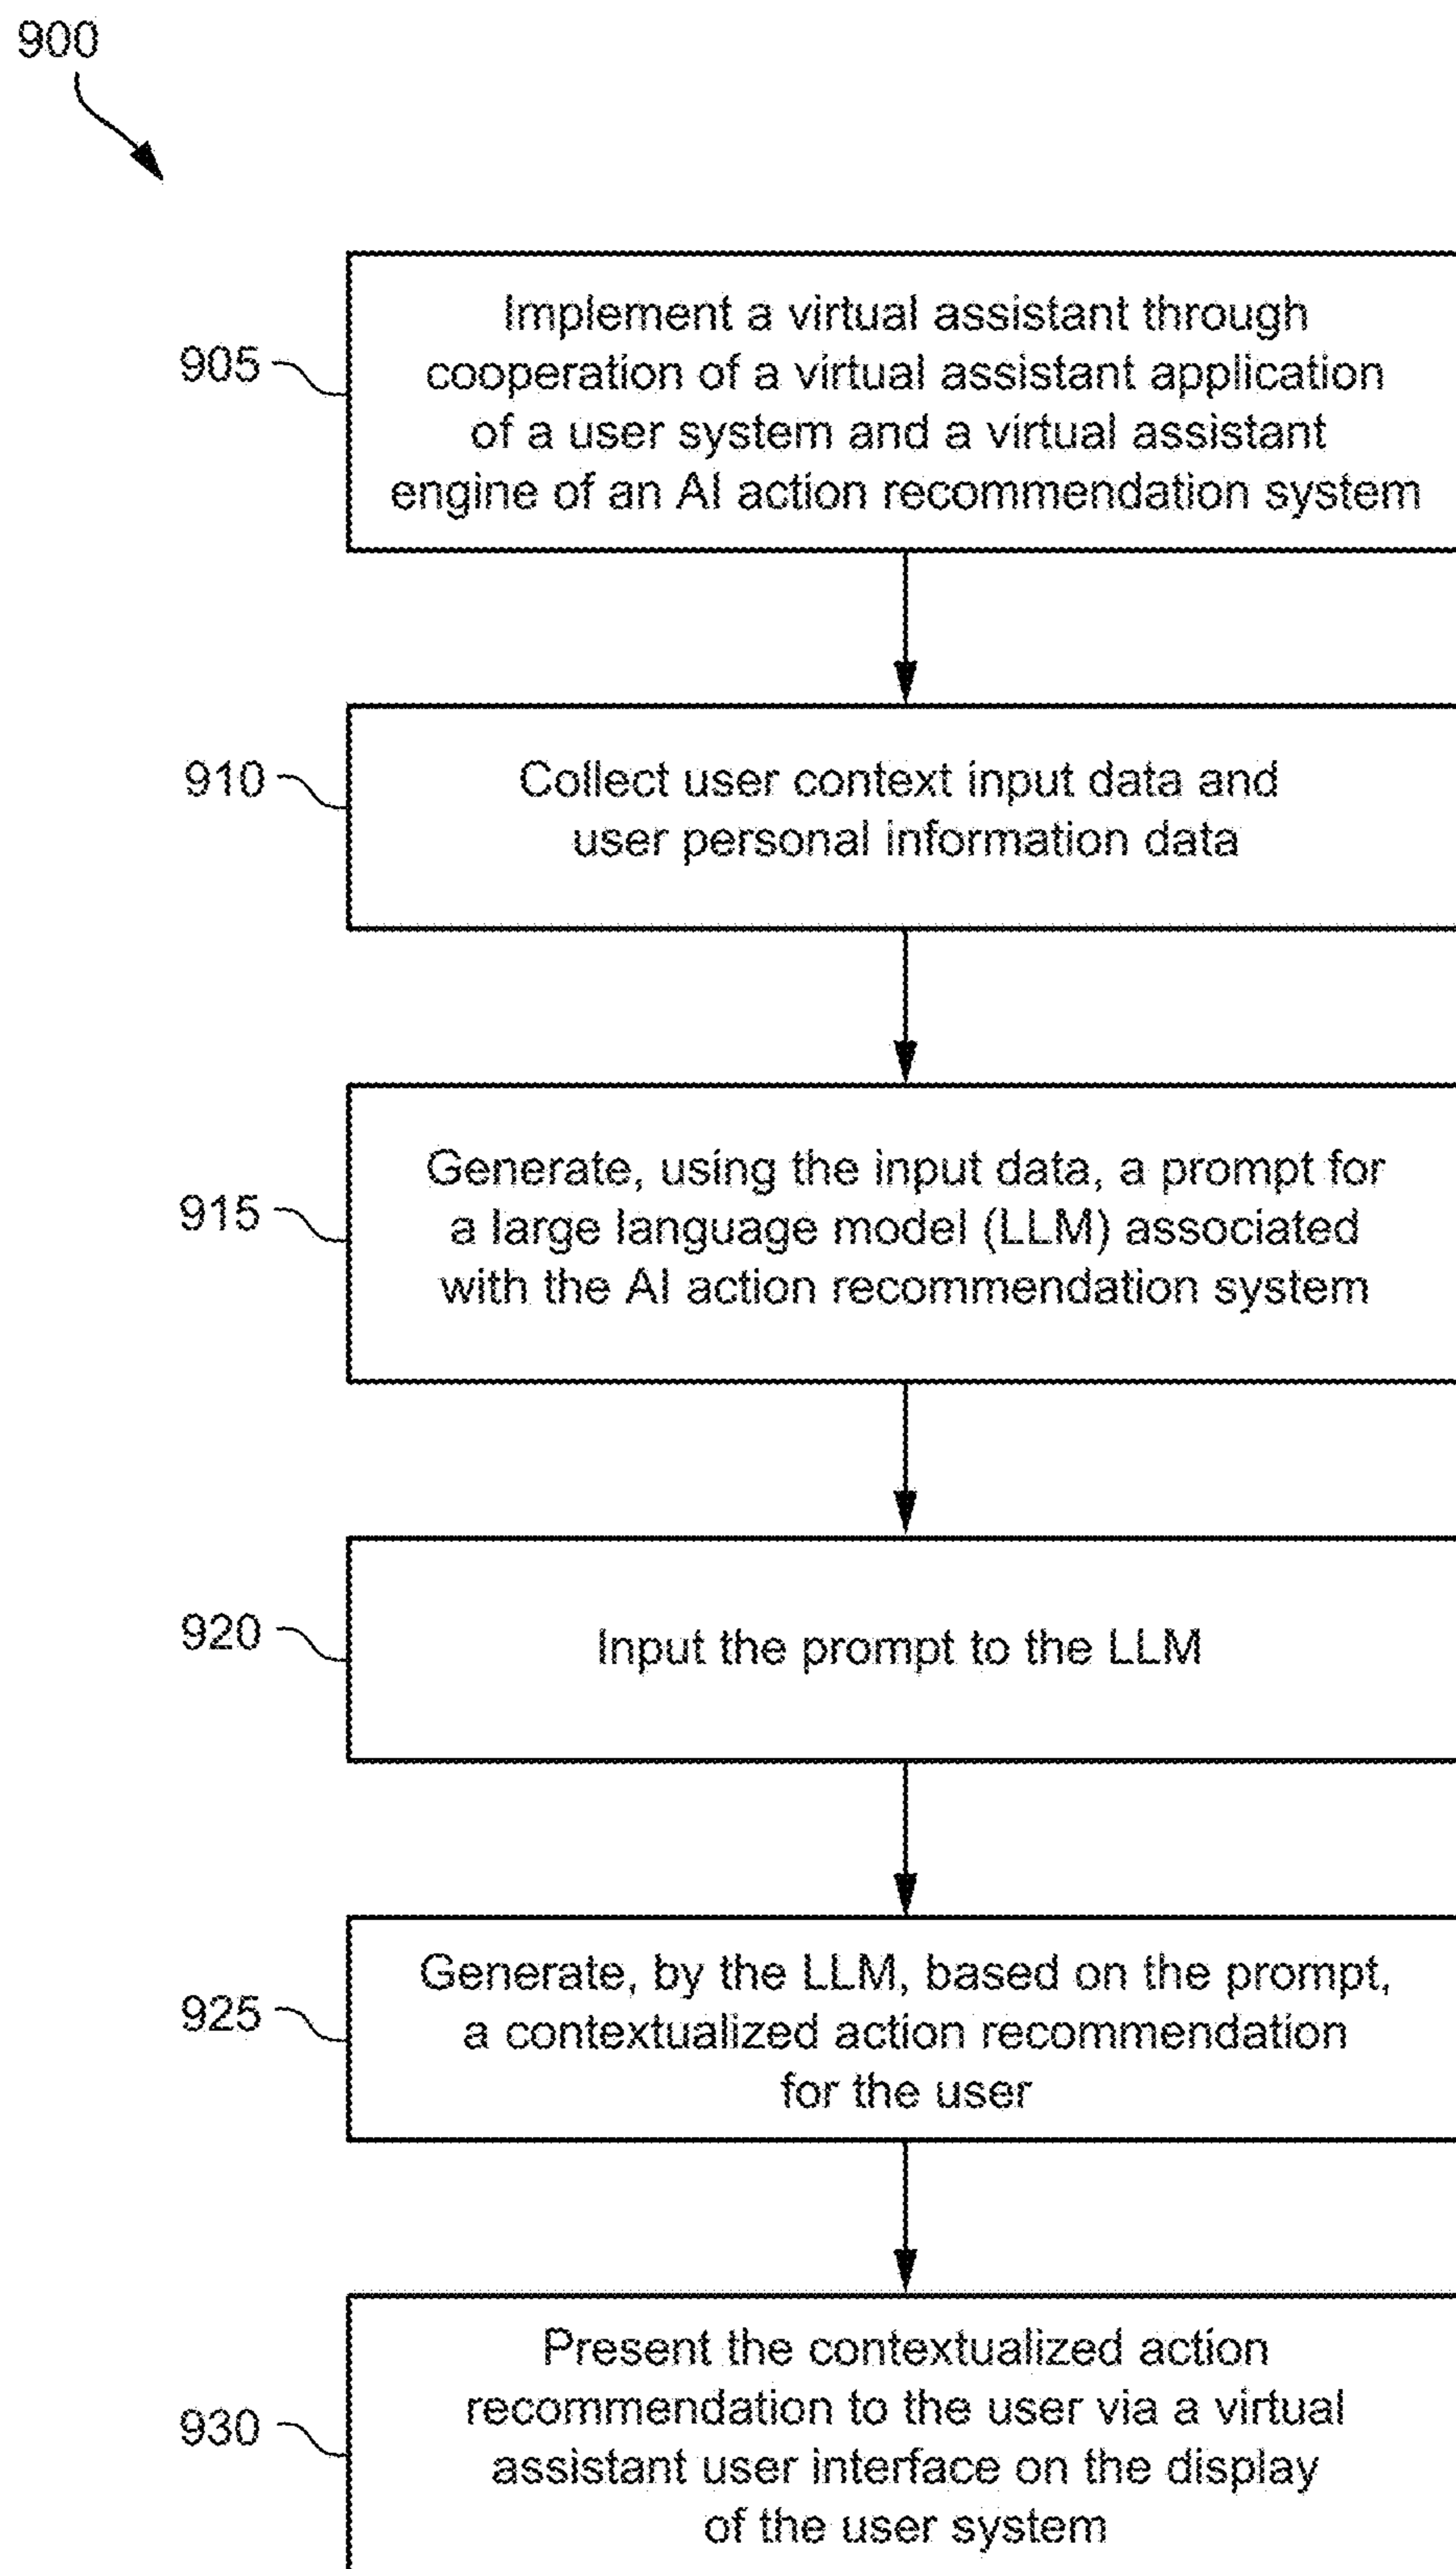 900
905
Implement a virtual assistant through
cooperation of a virtual assistant application
of a user system and a virtual assistant
engine of an AI action recommendation system
910
Collect user context input data and
user personal information data
915
Generate, using the input data, a prompt for
a large language model (LLM) associated
with the AI action recommendation system
920
Input the prompt to the LLM
925
Generate, by the LLM, based on the prompt,
a contextualized action recommendation
for the user
930
Present the contextualized action
recommendation to the user via a virtual
assistant user interface on the display
of the user system